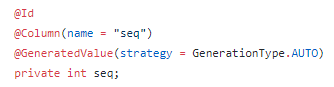 @Id
@Column(name = "seq")
@GeneratedValue(strategy = GenerationType.AUTO)
private int seq;